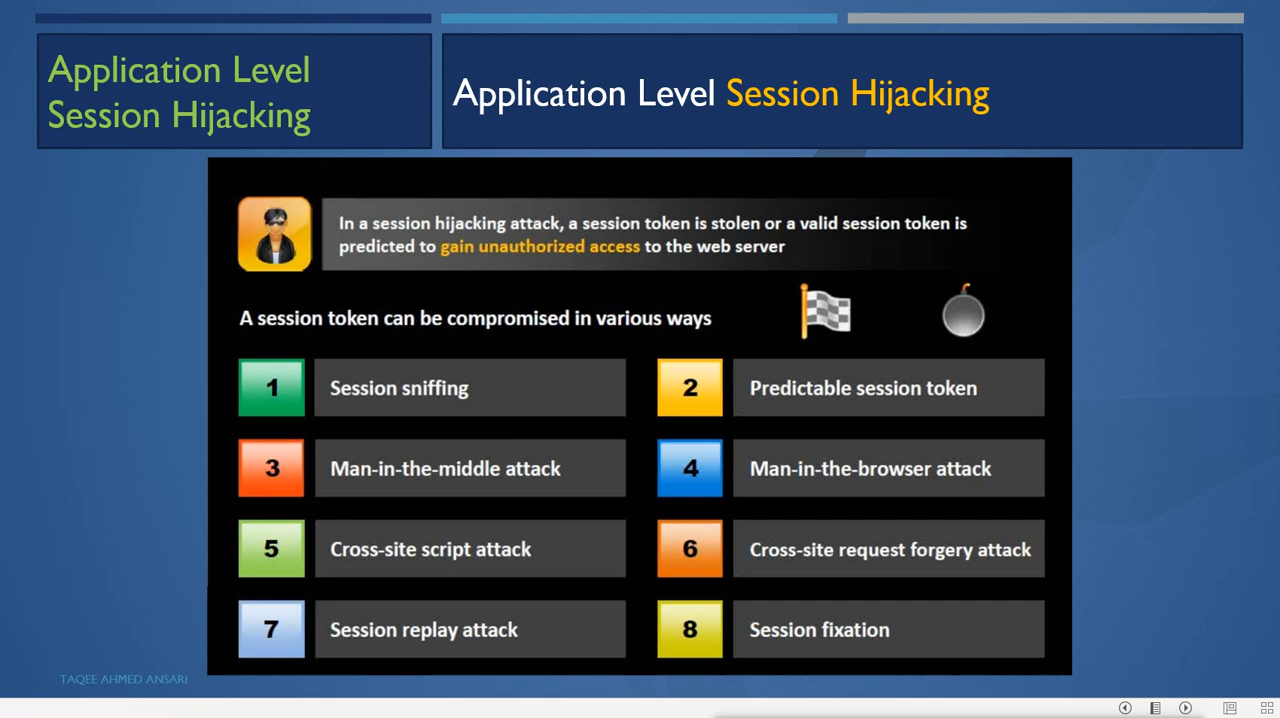 Application Level
Session Hijacking
Application Level Session Hijacking
In a session hijacking attack, a session token is stolen or a valid session token is
predicted to gain unauthorized access to the web server
A session token can be compromised in various ways
1 Session sniffing
2 Predictable session token
3 Man-in-the-middle attack
4 Man-in-the-browser attack
5 Cross-site script attack
6 Cross-site request forgery attack
7 Session replay attack
8 Session fixation
TAQEE AHMED ANSARI